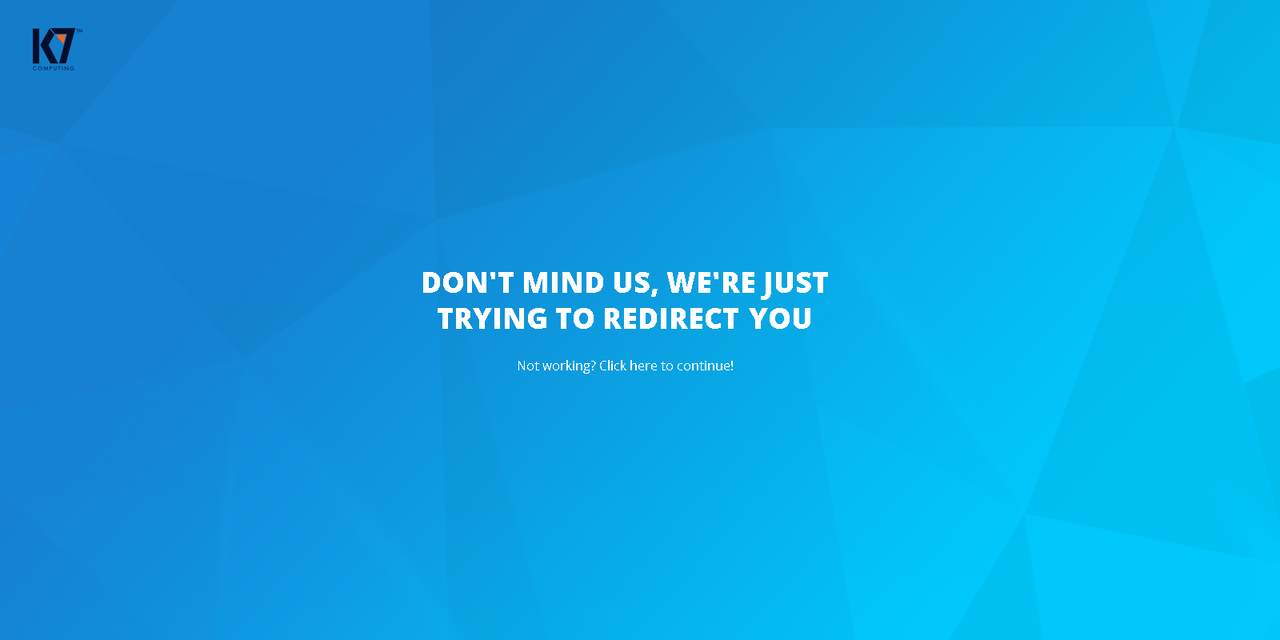 K7™
COMPUTING
DON'T MIND US, WE'RE JUST
TRYING TO REDIRECT YOU
Not working? Click here to continue!